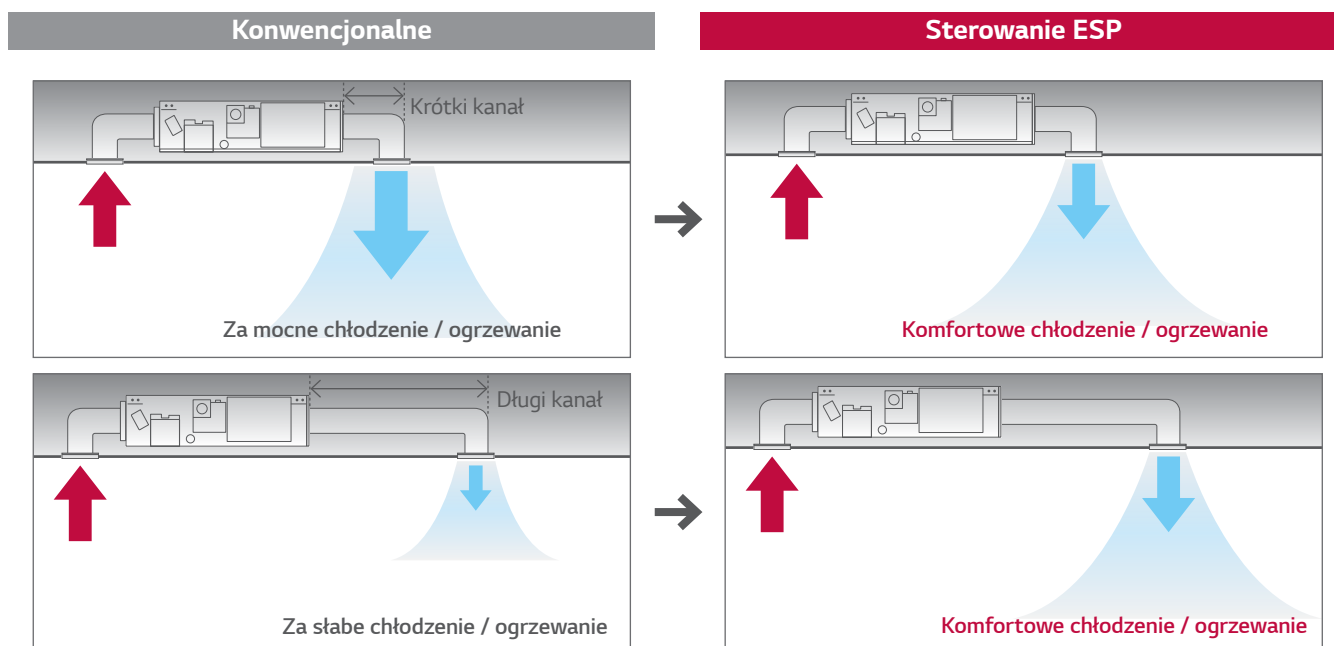 Konwencjonalne
Sterowanie ESP
Krótki kanał
Za mocne chłodzenie / ogrzewanie
Komfortowe chłodzenie / ogrzewanie
Długi kanał
Za słabe chłodzenie / ogrzewanie
Komfortowe chłodzenie / ogrzewanie